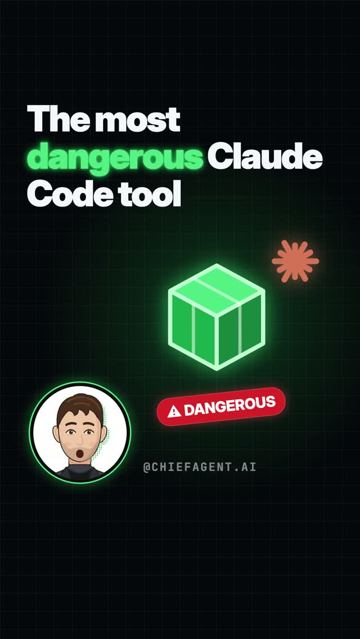 The most
dangerous Claude
Code tool
⚠ DANGEROUS
@CHIEFAGENT.AI